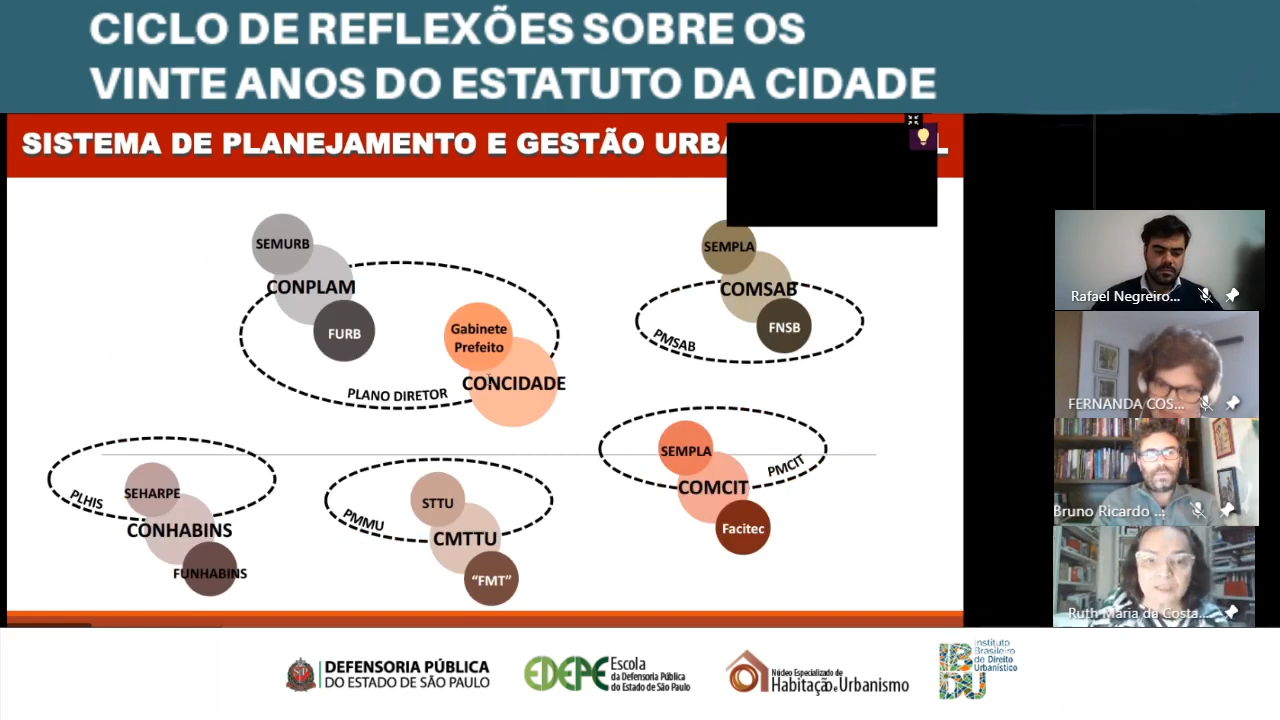 CICLO DE REFLEXÕES SOBRE OS
VINTE ANOS DO ESTATUTO DA CIDADE
SISTEMA DE PLANEJAMENTO E GESTÃO
SEMURB
CONPLAM
FURB
Gabinete
Prefeito
CONCIDADE
PLANO DIRETOR
SEMPLA
COMSAB
FNSB
PMSAB
SEHARPE
PLHIS
CONHABINS
FUNHABINS
STTU
PMMU
CMTTU
“FMT”
SEMPLA
PMCIT
COMCIT
Facitec
Rafael Negreiro...
FERNANDA COS...
Bruno Ricardo ...
Ruth Maria da Costa...
DEFENSORIA PÚBLICA
DO ESTADO DE SÃO PAULO
EDEPE
Escola
da Defensoria Pública
do Estado de São Paulo
Núcleo Especializado de
Habitação e Urbanismo
IBDU
Instituto
Brasileiro
de Direito
Urbanístico